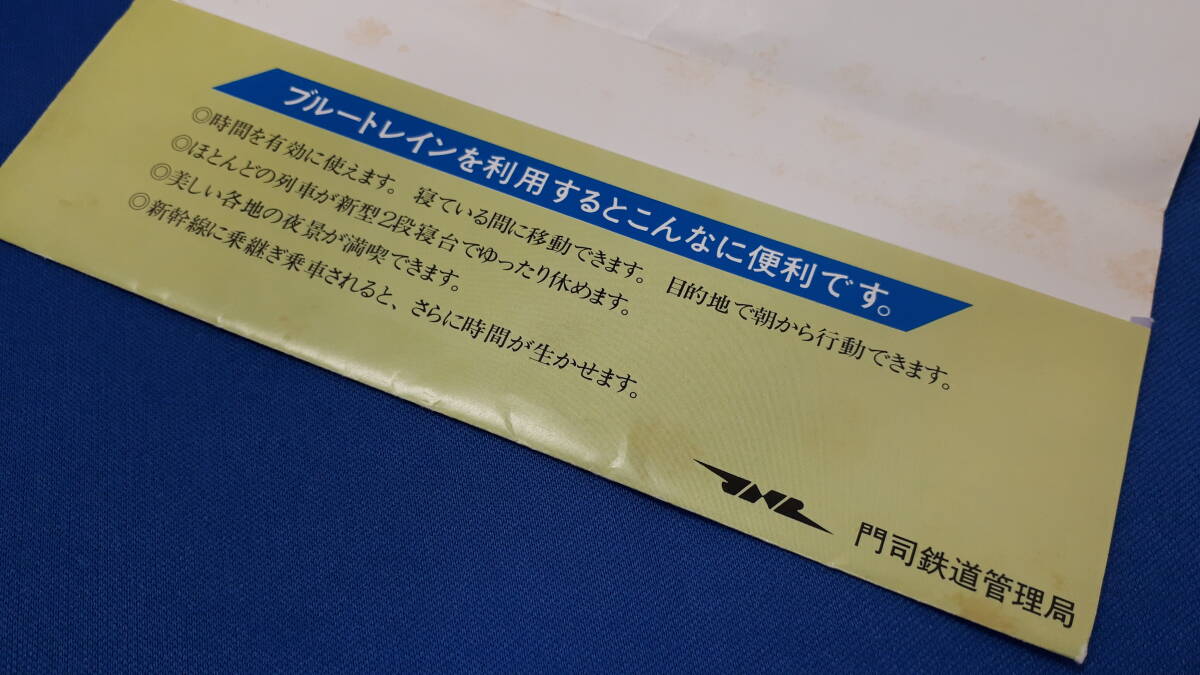 ブルートレインを利用するとこんなに便利です。
◎時間を有効に使えます。寝ている間に移動できます。目的地で朝から行動できます。
◎ほとんどの列車が新型2段寝台でゆったり休めます。
◎美しい各地の夜景が満喫できます。
◎新幹線に乗継ぎ乗車されると、さらに時間が生かせます。
JNR 門司鉄道管理局